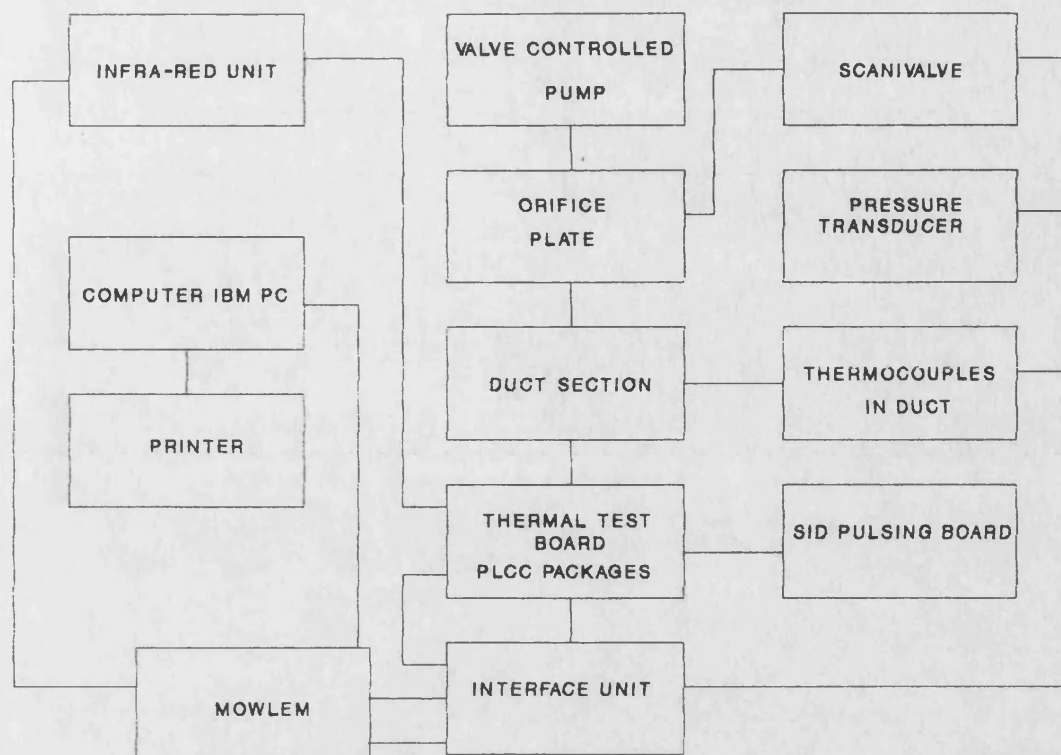 INFRA-RED UNIT
VALVE CONTROLLED
PUMP
SCANIVALVE
ORIFICE
PLATE
PRESSURE
TRANSDUCER
COMPUTER IBM PC
DUCT SECTION
THERMOCOUPLES
IN DUCT
PRINTER
THERMAL TEST
BOARD
PLCC PACKAGES
SID PULSING BOARD
MOWLEM
INTERFACE UNIT